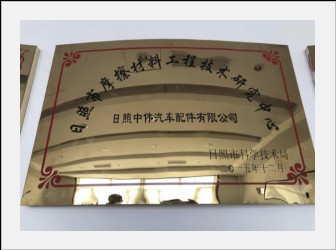 日照市摩擦材料工程技术研究中心
日照中伟汽车配件有限公司
日照市科学技术局
二〇一五年十二月